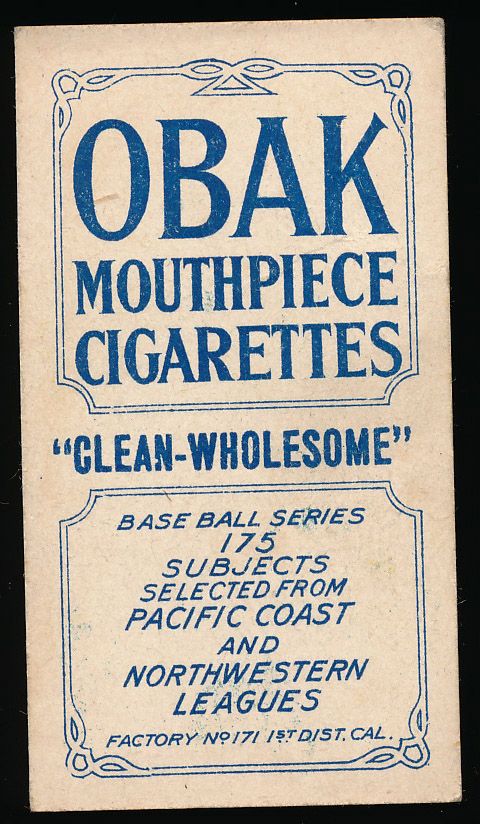 OBAK
MOUTHPIECE
CIGARETTES
"CLEAN-WHOLESOME"
BASE BALL SERIES
175
SUBJECTS
SELECTED FROM
PACIFIC COAST
AND
NORTHWESTERN
LEAGUES
FACTORY No 171 1ST DIST. CAL.